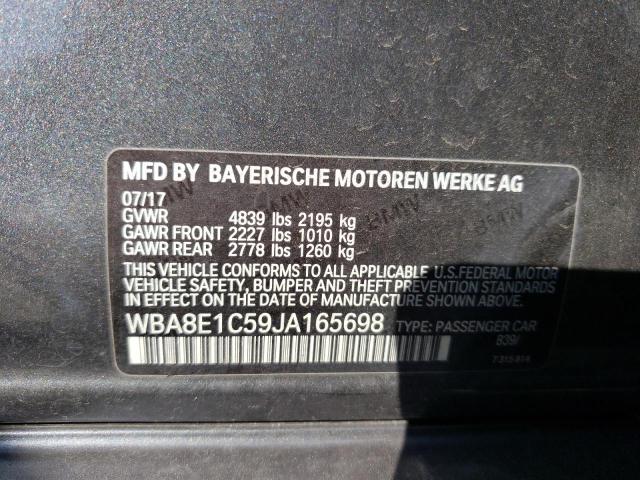 MFD BY BAYERISCHE MOTOREN WERKE AG
07/17
GVWR 4839 lbs 2195 kg
GAWR FRONT 2227 lbs 1010 kg
GAWR REAR 2778 lbs 1260 kg
THIS VEHICLE CONFORMS TO ALL APPLICABLE U.S.FEDERAL MOTOR
VEHICLE SAFETY, BUMPER AND THEFT PREVENTION STANDARDS
IN EFFECT ON THE DATE OF MANUFACTURE SHOWN ABOVE.
WBA8E1C59JA165698 TYPE: PASSENGER CAR
839/
7315814